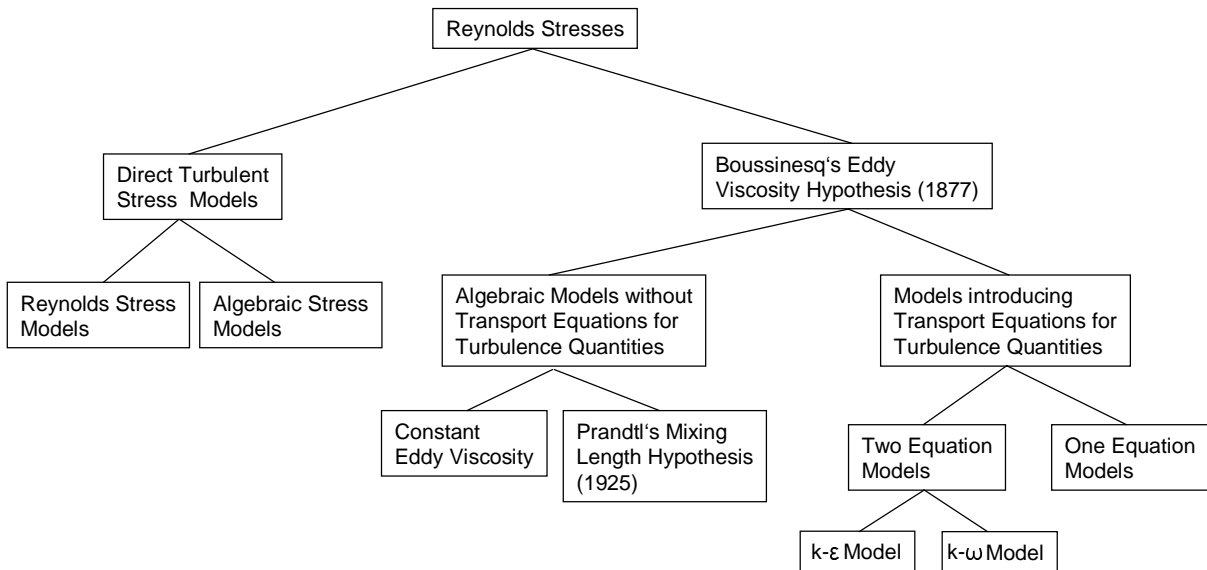 Reynolds Stresses
Direct Turbulent
Stress Models
Boussinesq‘s Eddy
Viscosity Hypothesis (1877)
Reynolds Stress
Models
Algebraic Stress
Models
Algebraic Models without
Transport Equations for
Turbulence Quantities
Models introducing
Transport Equations for
Turbulence Quantities
Constant
Eddy Viscosity
Prandtl‘s Mixing
Length Hypothesis
(1925)
Two Equation
Models
One Equation
Models
k-ε Model
k-ω Model